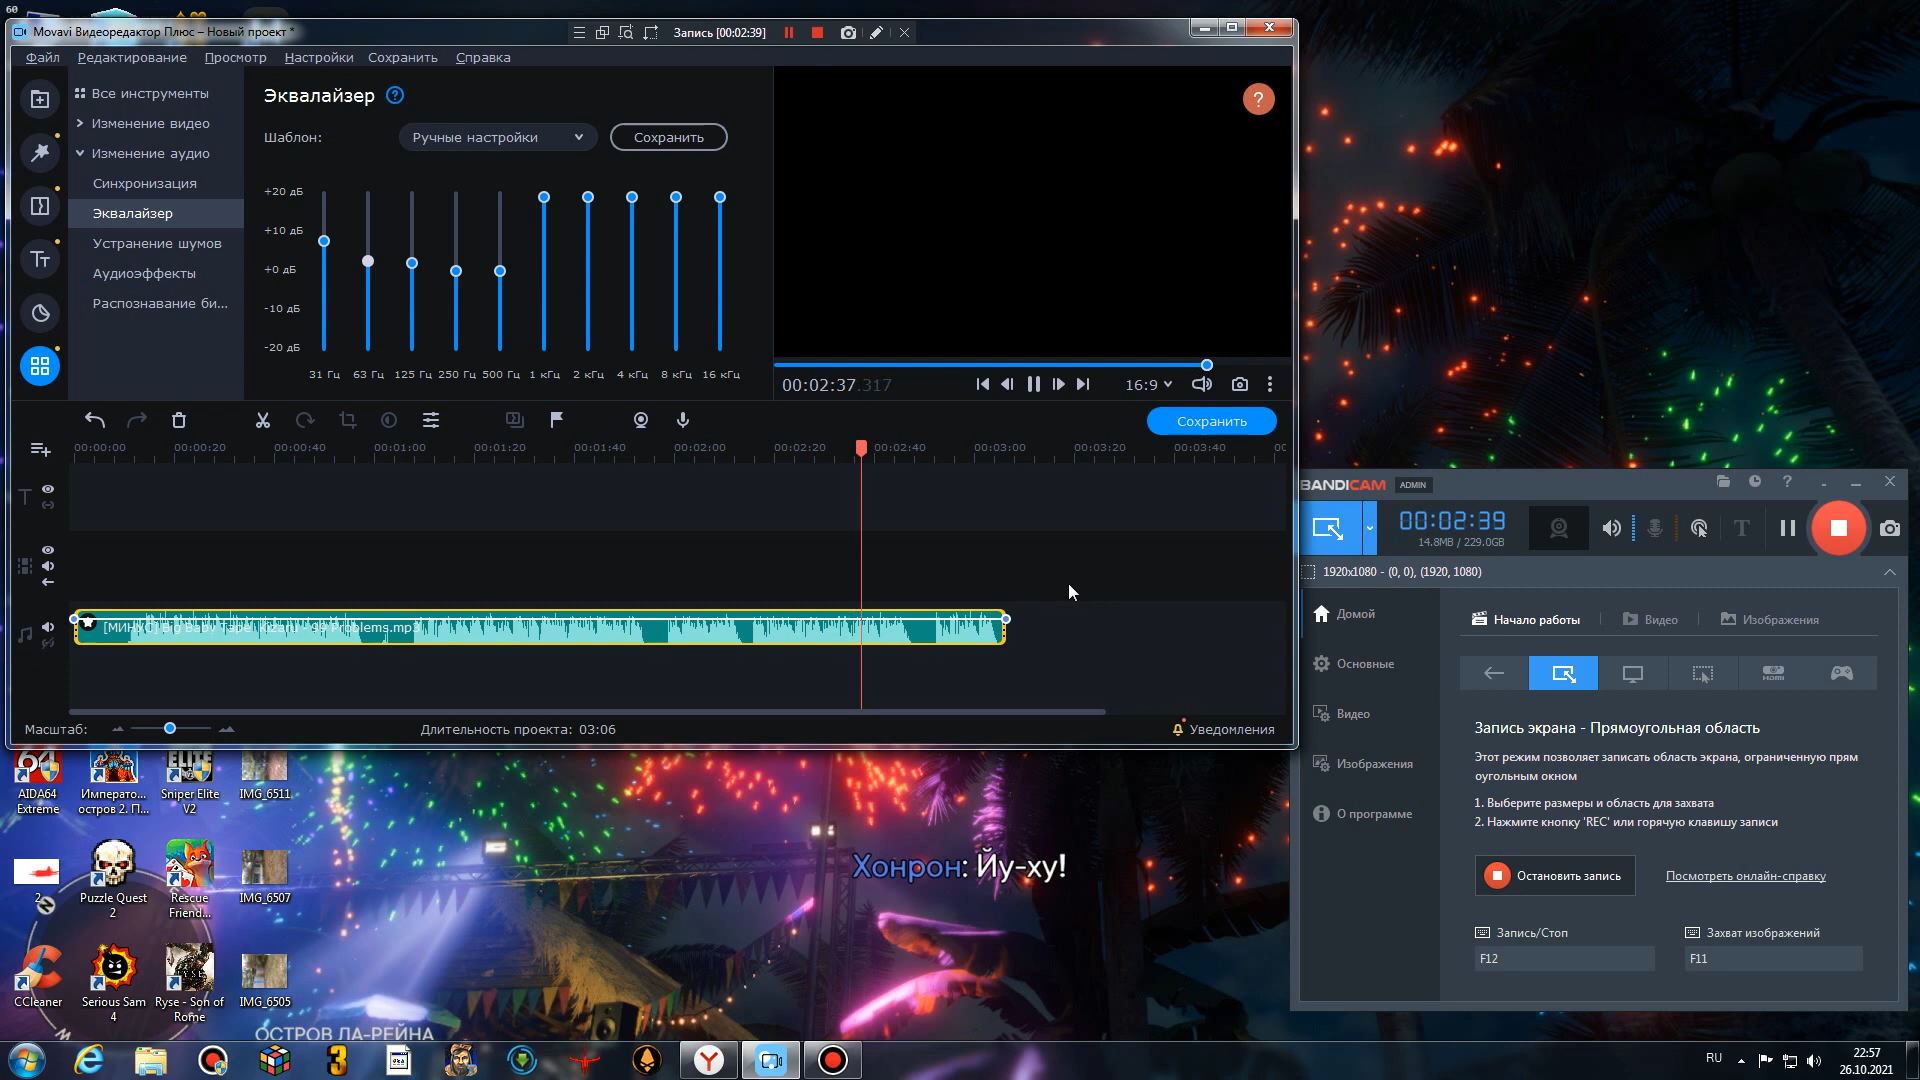 60
Movavi Видеоредактор Плюс – Новый проект *
Запись [00:02:39]
Файл Редактирование Просмотр Настройки Сохранить Справка
Все инструменты
Изменение видео
Изменение аудио
Синхронизация
Эквалайзер
Устранение шумов
Аудиоэффекты
Распознавание би...
Эквалайзер ?
Шаблон: Ручные настройки Сохранить
+20 дБ
+10 дБ
+0 дБ
-10 дБ
-20 дБ
31 Гц 63 Гц 125 Гц 250 Гц 500 Гц 1 кГц 2 кГц 4 кГц 8 кГц 16 кГц
?
00:02:37.317
16:9
Сохранить
00:00:00 00:00:20 00:00:40 00:01:00 00:01:20 00:01:40 00:02:00 00:02:20 00:02:40 00:03:00 00:03:20 00:03:40 00
[МИНУС] Big Baby Tape, kizaru - 99 Problems.mp3
Масштаб:
Длительность проекта: 03:06
Уведомления
BANDICAM ADMIN
00:02:39
14.8MB / 229.0GB
1920x1080 - (0, 0), (1920, 1080)
Домой
Основные
Видео
Изображения
О программе
Начало работы Видео Изображения
HDMI
Запись экрана - Прямоугольная область
Этот режим позволяет записать область экрана, ограниченную прям
оугольным окном
1. Выберите размеры и область для захвата
2. Нажмите кнопку 'REC' или горячую клавишу записи
Остановить запись
Посмотреть онлайн-справку
Запись/Стоп
F12
Захват изображений
F11
AIDA64
Extreme
Императо...
остров 2. П...
Sniper Elite
V2
IMG_6511
2
Puzzle Quest
2
Rescue
Friend...
IMG_6507
CCleaner
Serious Sam
4
Ryse - Son of
Rome
IMG_6505
Хонрон: Йу-ху!
ОСТРОВ ЛА-РЕЙНА
RU
22:57
26.10.2021